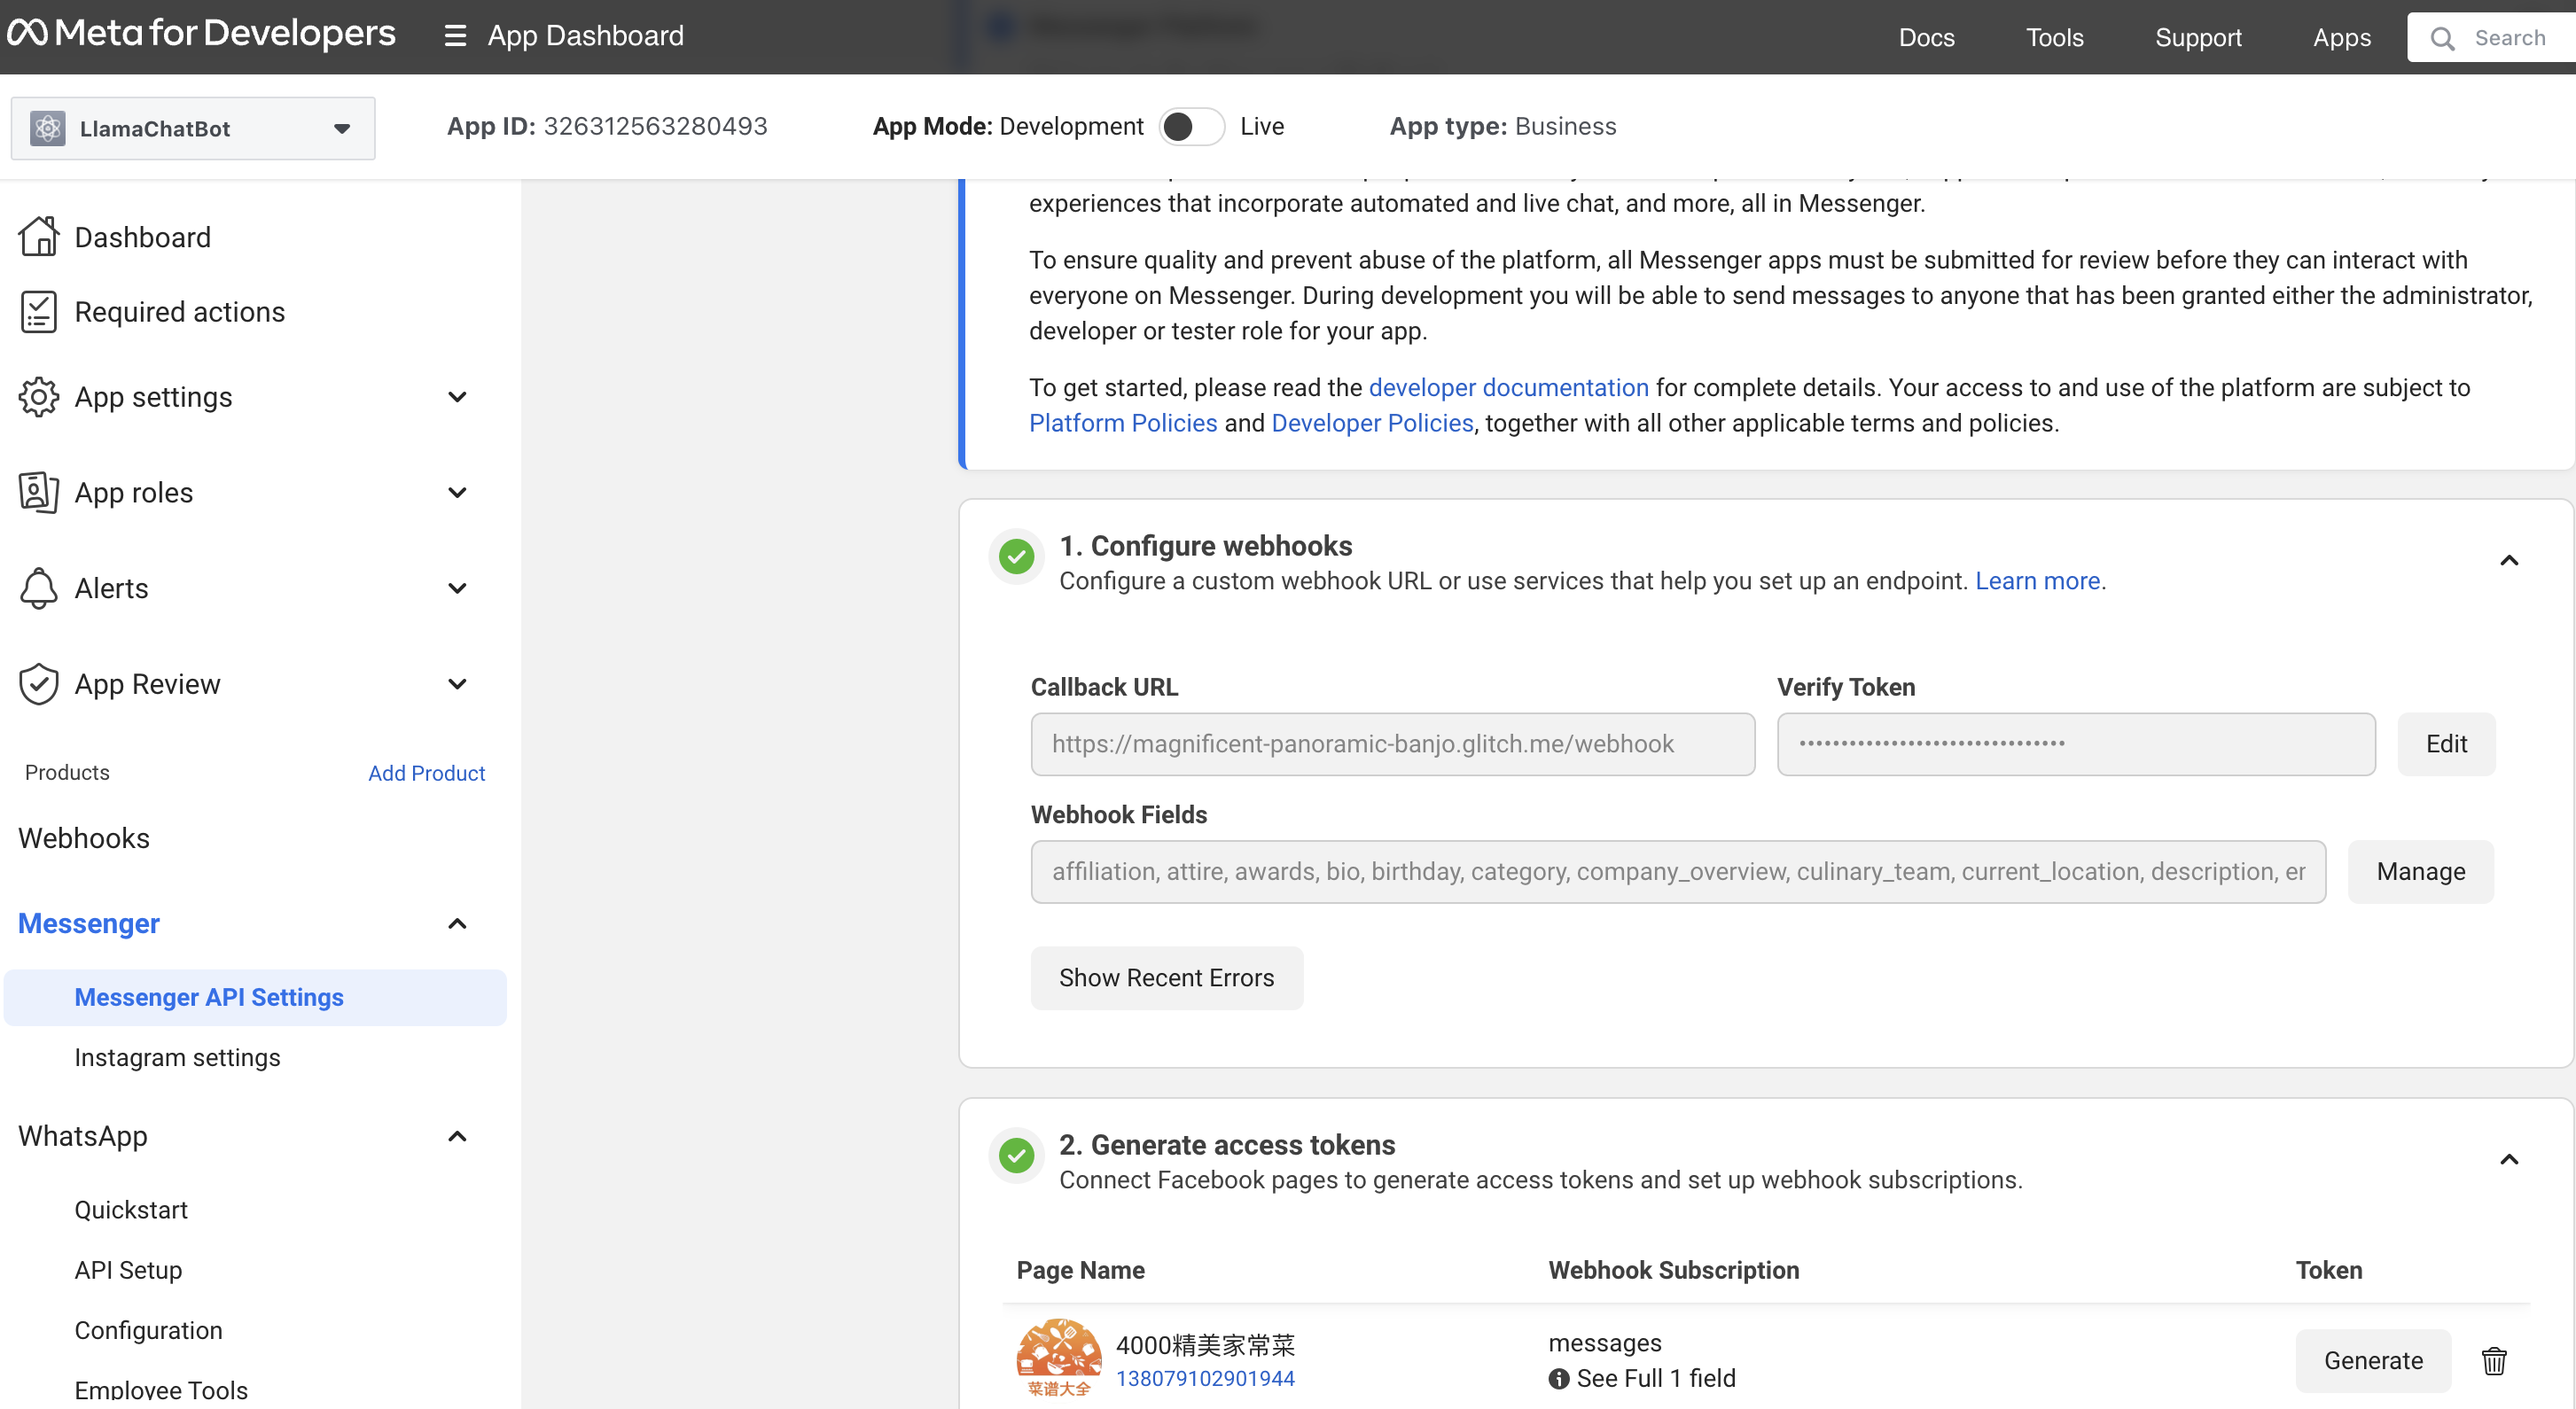 Meta for Developers
App Dashboard
Docs
Tools
Support
Apps
Search
LlamaChatBot
App ID: 326312563280493
App Mode: Development
Live
App type: Business
Dashboard
Required actions
App settings
App roles
Alerts
App Review
Products
Add Product
Webhooks
Messenger
Messenger API Settings
Instagram settings
WhatsApp
Quickstart
API Setup
Configuration
Employee Tools
experiences that incorporate automated and live chat, and more, all in Messenger.
To ensure quality and prevent abuse of the platform, all Messenger apps must be submitted for review before they can interact with
everyone on Messenger. During development you will be able to send messages to anyone that has been granted either the administrator,
developer or tester role for your app.
To get started, please read the developer documentation for complete details. Your access to and use of the platform are subject to
Platform Policies and Developer Policies, together with all other applicable terms and policies.
1. Configure webhooks
Configure a custom webhook URL or use services that help you set up an endpoint. Learn more.
Callback URL
Verify Token
https://magnificent-panoramic-banjo.glitch.me/webhook
••••••••••••••••••••••••••••••••
Edit
Webhook Fields
affiliation, attire, awards, bio, birthday, category, company_overview, culinary_team, current_location, description, er
Manage
Show Recent Errors
2. Generate access tokens
Connect Facebook pages to generate access tokens and set up webhook subscriptions.
Page Name
Webhook Subscription
Token
4000精美家常菜
138079102901944
菜谱大全
messages
See Full 1 field
Generate